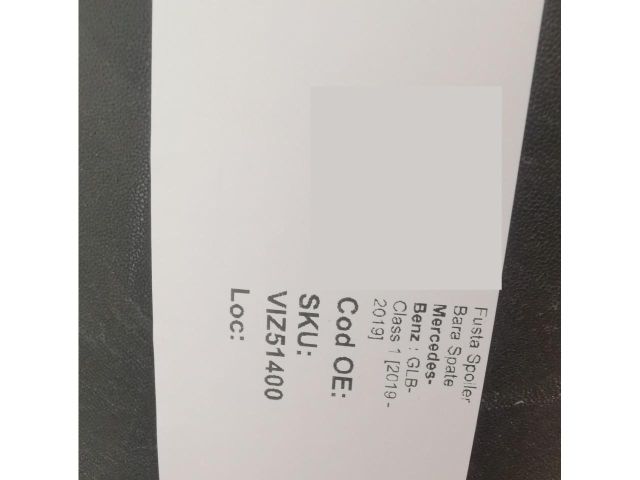 Fusta Spoiler
Bara Spate
Mercedes-
Benz : GLB-
Class 1 [2019 -
2019]
Cod OE:
SKU:
VIZ51400
Loc: